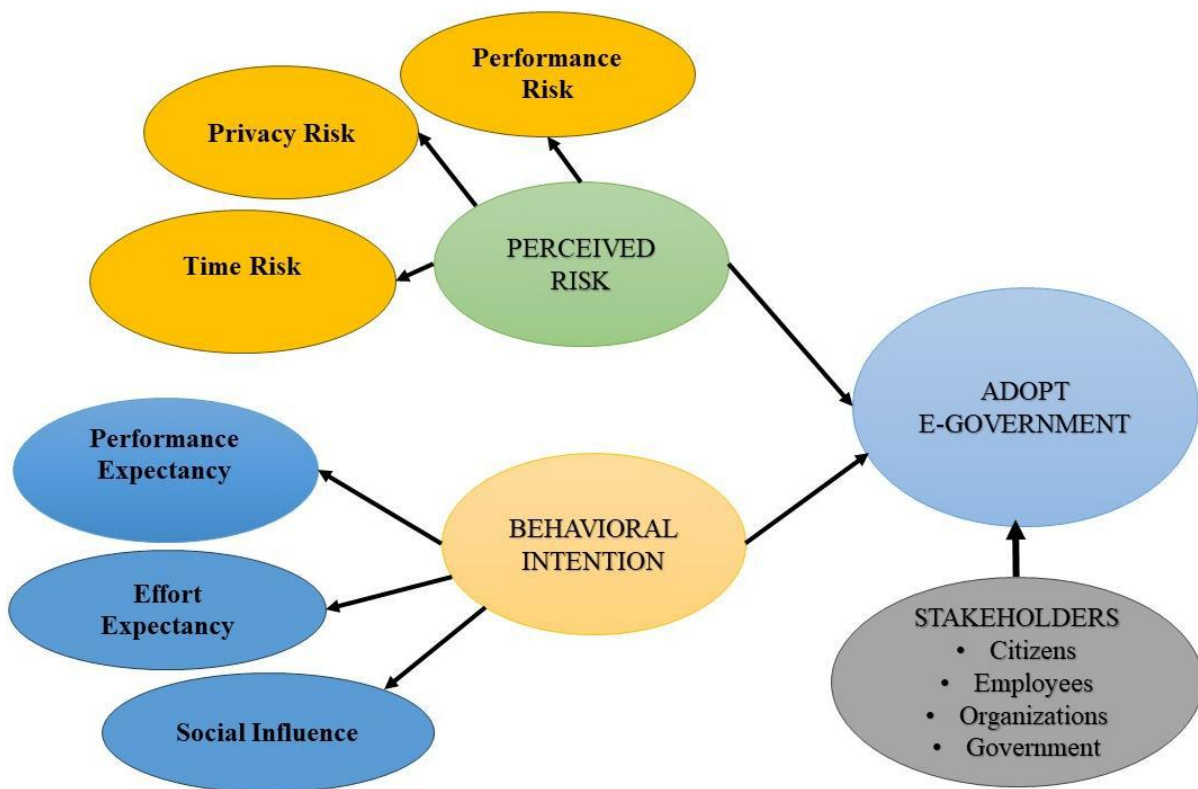 Performance
Risk
Privacy Risk
Time Risk
PERCEIVED
RISK
ADOPT
E-GOVERNMENT
Performance
Expectancy
BEHAVIORAL
INTENTION
Effort
Expectancy
Social Influence
STAKEHOLDERS
• Citizens
• Employees
• Organizations
• Government